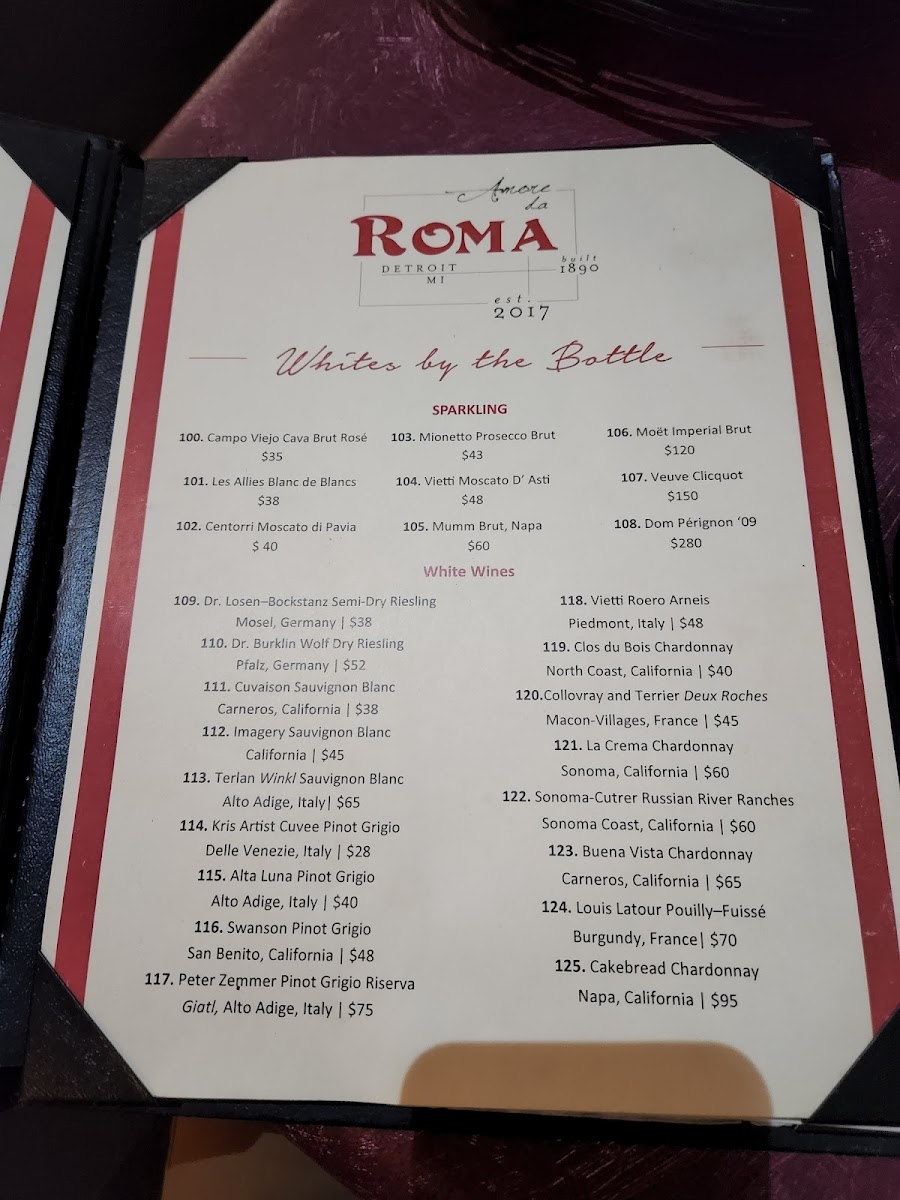 Amore
da
ROMA
DETROIT
MI
built
1890
est.
2017
Whites by the Bottle
SPARKLING
100. Campo Viejo Cava Brut Rosé
$35
101. Les Allies Blanc de Blancs
$38
102. Centorri Moscato di Pavia
$ 40
103. Mionetto Prosecco Brut
$43
104. Vietti Moscato D’ Asti
$48
105. Mumm Brut, Napa
$60
106. Moët Imperial Brut
$120
107. Veuve Clicquot
$150
108. Dom Pérignon ‘09
$280
White Wines
109. Dr. Losen–Bockstanz Semi-Dry Riesling
Mosel, Germany | $38
110. Dr. Burklin Wolf Dry Riesling
Pfalz, Germany | $52
111. Cuvaison Sauvignon Blanc
Carneros, California | $38
112. Imagery Sauvignon Blanc
California | $45
113. Terlan Winkl Sauvignon Blanc
Alto Adige, Italy| $65
114. Kris Artist Cuvee Pinot Grigio
Delle Venezie, Italy | $28
115. Alta Luna Pinot Grigio
Alto Adige, Italy | $40
116. Swanson Pinot Grigio
San Benito, California | $48
117. Peter Zemmer Pinot Grigio Riserva
Giatl, Alto Adige, Italy | $75
118. Vietti Roero Arneis
Piedmont, Italy | $48
119. Clos du Bois Chardonnay
North Coast, California | $40
120.Collovray and Terrier Deux Roches
Macon-Villages, France | $45
121. La Crema Chardonnay
Sonoma, California | $60
122. Sonoma-Cutrer Russian River Ranches
Sonoma Coast, California | $60
123. Buena Vista Chardonnay
Carneros, California | $65
124. Louis Latour Pouilly–Fuissé
Burgundy, France| $70
125. Cakebread Chardonnay
Napa, California | $95